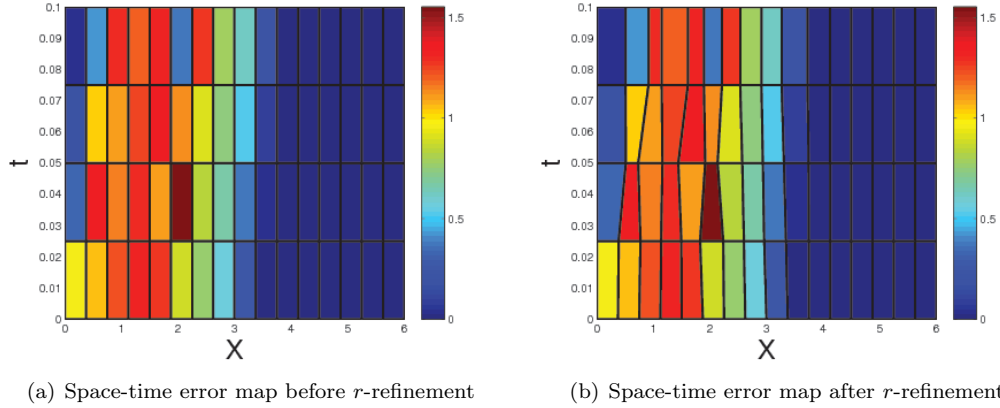 0.1 0.09 0.08 0.07 0.06 0.05 0.04 0.03 0.02 0.01 0
t
0 1 2 3 4 5 6
X
1.5 1 0.5 0
(a) Space-time error map before r-refinement
0.1 0.09 0.08 0.07 0.06 0.05 0.04 0.03 0.02 0.01 0
t
0 1 2 3 4 5 6
X
1.5 1 0.5 0
(b) Space-time error map after r-refinement